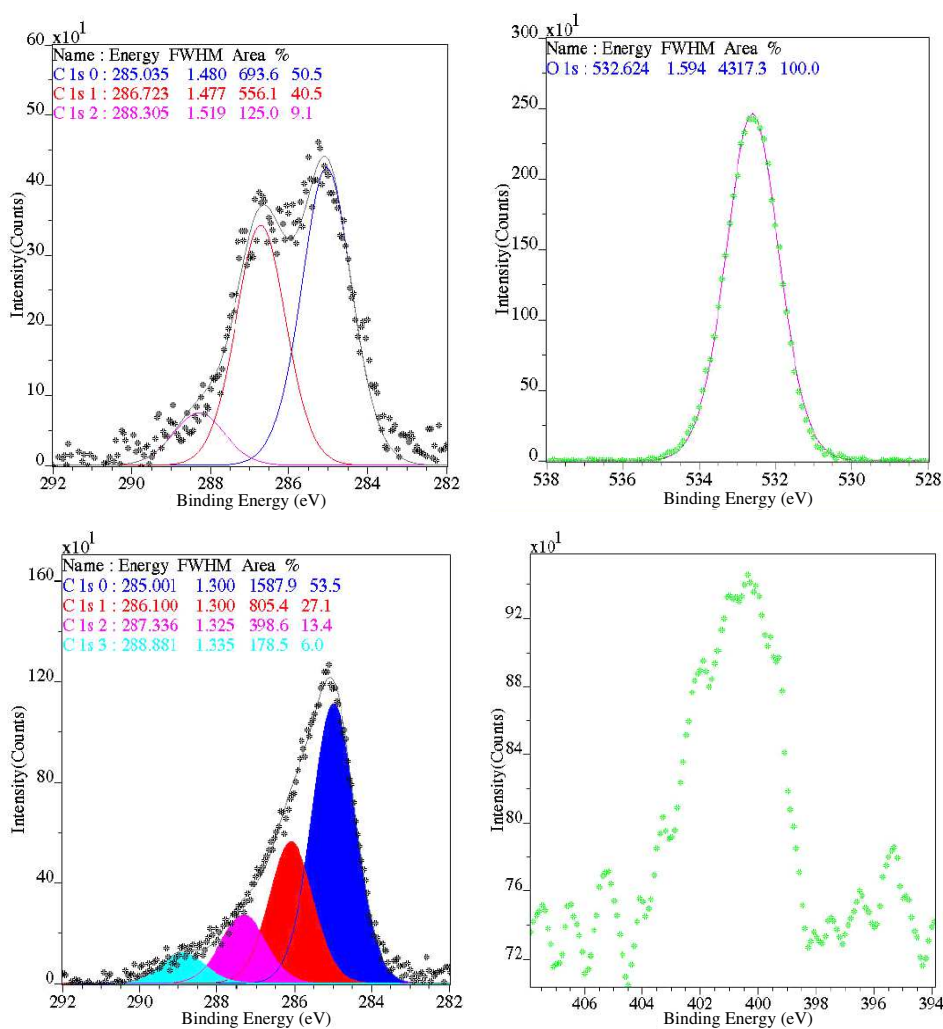 x10¹
60
Name : Energy FWHM Area %
C 1s 0 : 285.035 1.480 693.6 50.5
C 1s 1 : 286.723 1.477 556.1 40.5
C 1s 2 : 288.305 1.519 125.0 9.1
50
40
30
20
10
0
Intensity(Counts)
292 290 288 286 284 282
Binding Energy (eV)
x10¹
300
Name : Energy FWHM Area %
O 1s : 532.624 1.594 4317.3 100.0
250
200
150
100
50
0
Intensity(Counts)
538 536 534 532 530 528
Binding Energy (eV)
x10¹
Name : Energy FWHM Area %
160
C 1s 0 : 285.001 1.300 1587.9 53.5
C 1s 1 : 286.100 1.300 805.4 27.1
C 1s 2 : 287.336 1.325 398.6 13.4
C 1s 3 : 288.881 1.335 178.5 6.0
120
80
40
0
Intensity(Counts)
292 290 288 286 284 282
Binding Energy (eV)
x10¹
92
88
84
80
76
72
Intensity(Counts)
406 404 402 400 398 396 394
Binding Energy (eV)